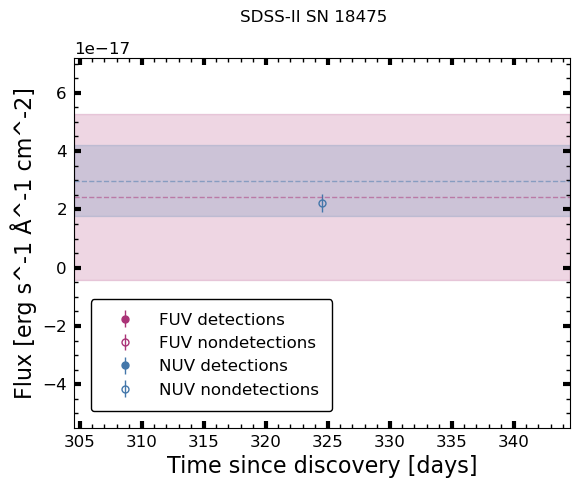 SDSS-II SN 18475
1e−17
6
4
2
0
−2
−4
Flux [erg s^-1 Å^-1 cm^-2]
FUV detections
FUV nondetections
NUV detections
NUV nondetections
305 310 315 320 325 330 335 340
Time since discovery [days]